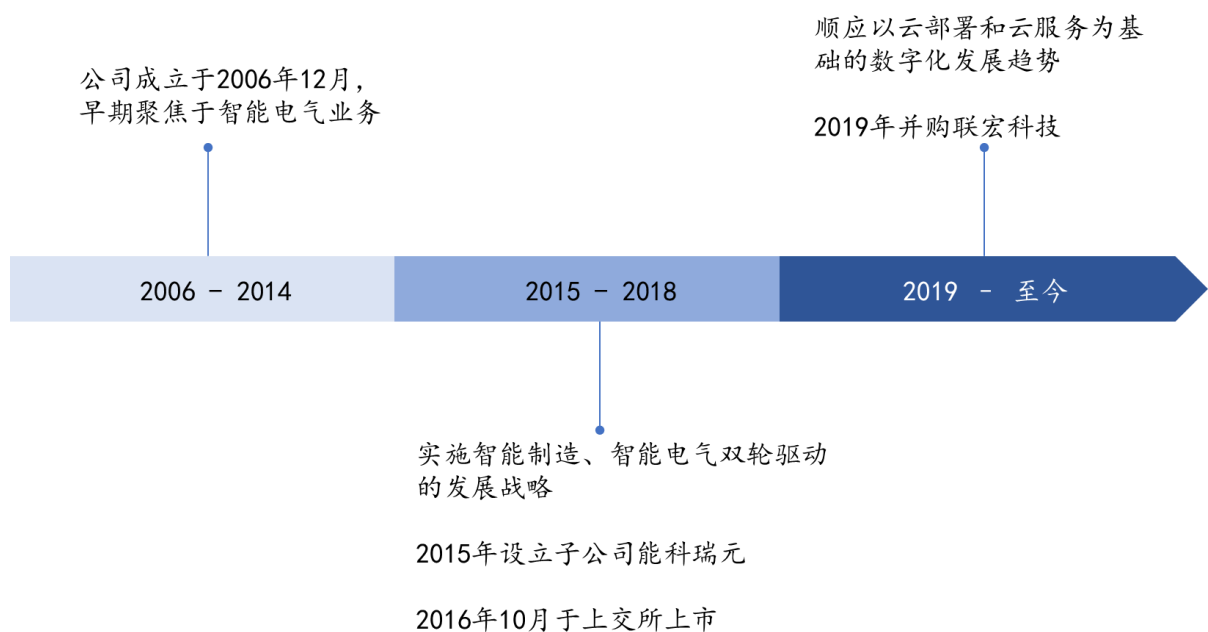 公司成立于2006年12月，
早期聚焦于智能电气业务
顺应以云部署和云服务为基
础的数字化发展趋势
2019年并购联宏科技
2006 - 2014
2015 - 2018
2019 - 至今
实施智能制造、智能电气双轮驱动
的发展战略
2015年设立子公司能科瑞元
2016年10月于上交所上市